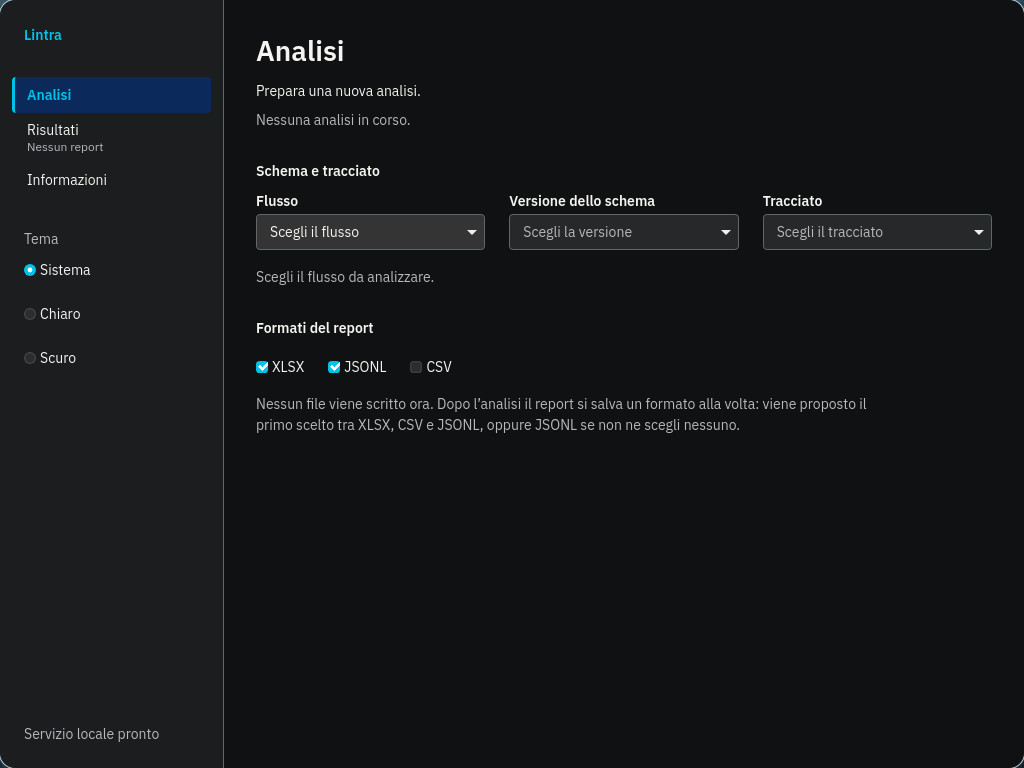 Lintra
Analisi
Risultati
Nessun report
Informazioni
Tema
Sistema
Chiaro
Scuro
Servizio locale pronto
Analisi
Prepara una nuova analisi.
Nessuna analisi in corso.
Schema e tracciato
Flusso
Scegli il flusso
Versione dello schema
Scegli la versione
Tracciato
Scegli il tracciato
Scegli il flusso da analizzare.
Formati del report
XLSX
JSONL
CSV
Nessun file viene scritto ora. Dopo l’analisi il report si salva un formato alla volta: viene proposto il
primo scelto tra XLSX, CSV e JSONL, oppure JSONL se non ne scegli nessuno.